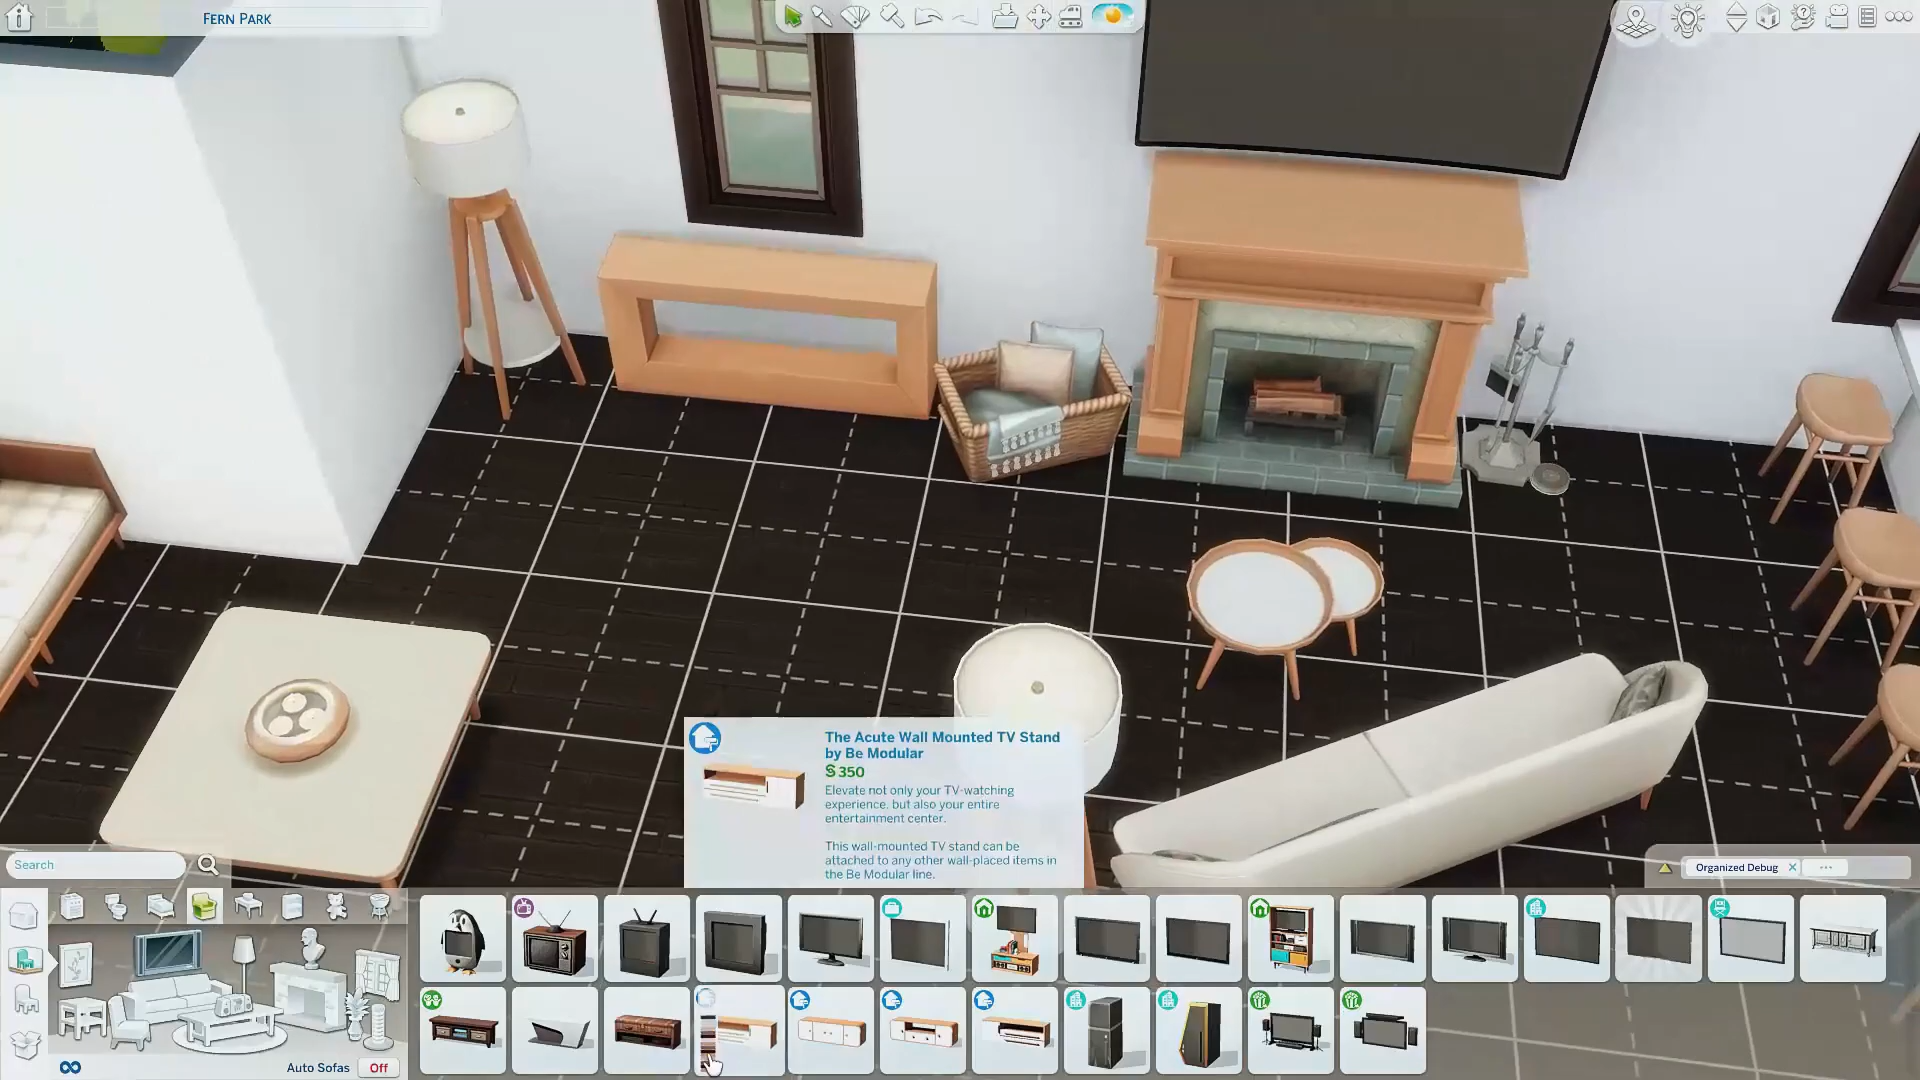 FERN PARK
The Acute Wall Mounted TV Stand
by Be Modular
§350
Elevate not only your TV-watching
experience, but also your entire
entertainment center.
This wall-mounted TV stand can be
attached to any other wall-placed items in
the Be Modular line.
Search
Organized Debug
Auto Sofas
Off